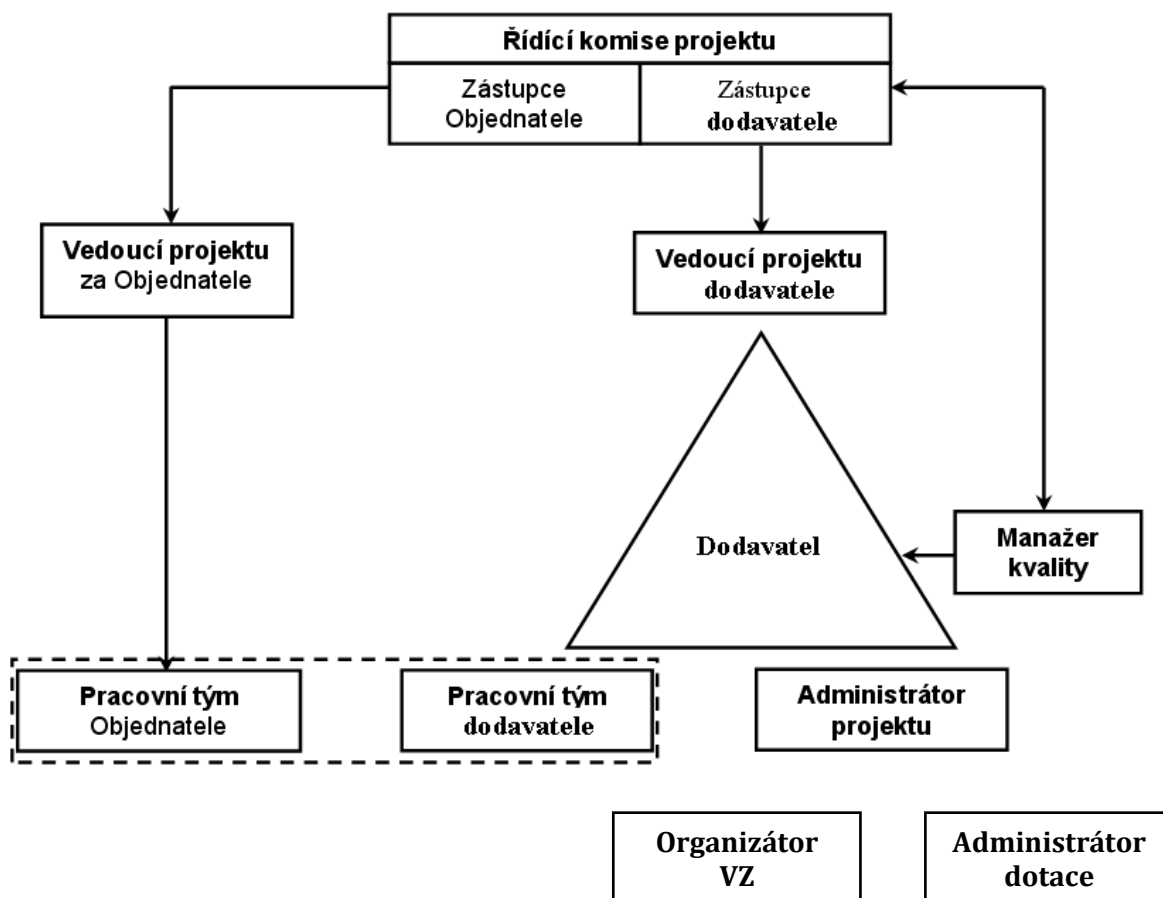 Řídící komise projektu
Zástupce
Objednatele
Zástupce
dodavatele
Vedoucí projektu
za Objednatele
Vedoucí projektu
dodavatele
Dodavatel
Manažer
kvality
Pracovní tým
Objednatele
Pracovní tým
dodavatele
Administrátor
projektu
Organizátor
VZ
Administrátor
dotace